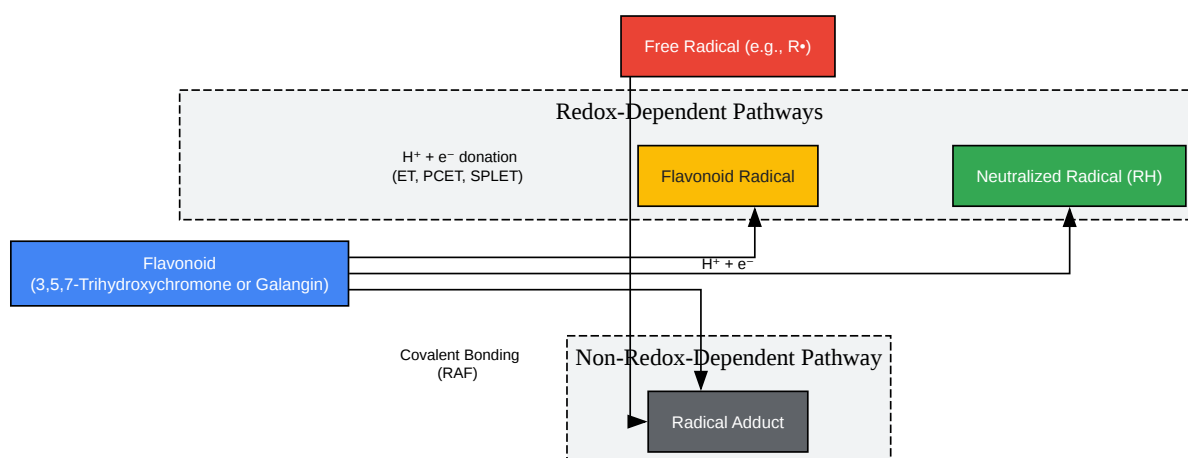 Free Radical (e.g., R•)
Redox-Dependent Pathways
H⁺ + e⁻ donation
(ET, PCET, SPLET)
Flavonoid Radical
Neutralized Radical (RH)
Flavonoid
(3,5,7-Trihydroxychromone or Galangin)
H⁺ + e⁻
Covalent Bonding
(RAF)
Non-Redox-Dependent Pathway
Radical Adduct